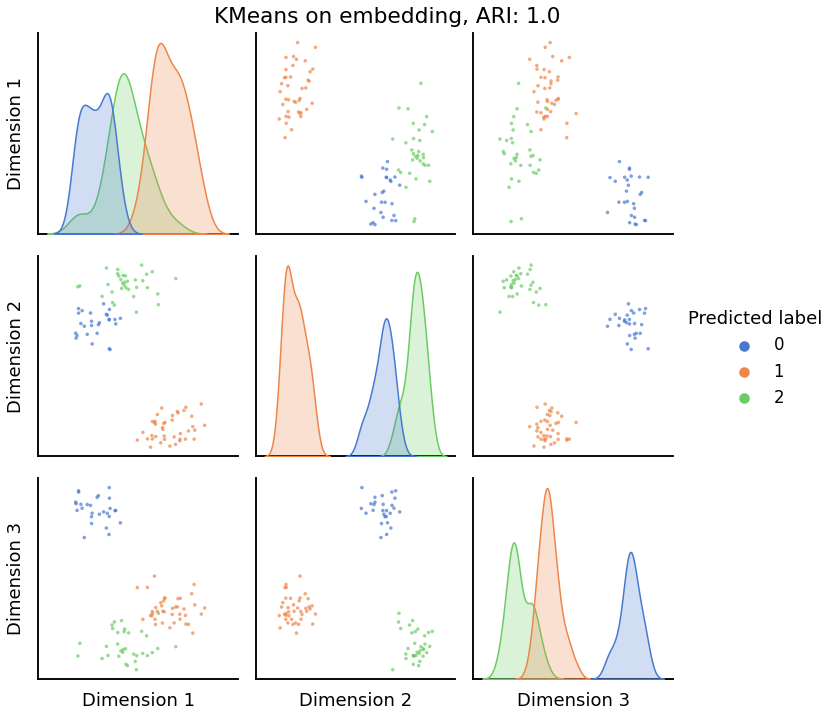 KMeans on embedding, ARI: 1.0
Dimension 1
Dimension 2
Dimension 3
Predicted label
0
1
2
Dimension 1
Dimension 2
Dimension 3